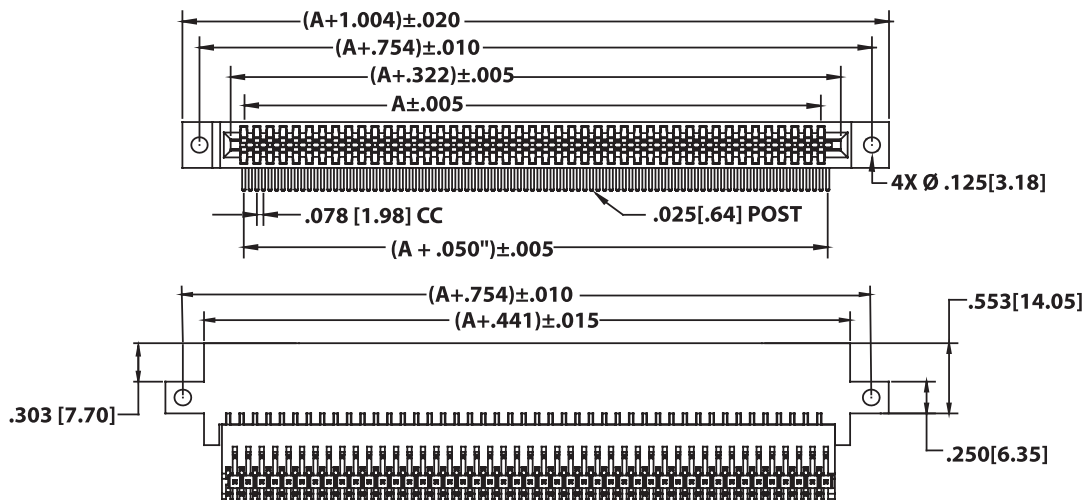 (A+1.004)±.020
(A+.754)±.010
(A+.322)±.005
A±.005
4X Ø .125[3.18]
.078 [1.98] CC
.025[.64] POST
(A + .050")±.005
(A+.754)±.010
.553[14.05]
(A+.441)±.015
.303 [7.70]
.250[6.35]